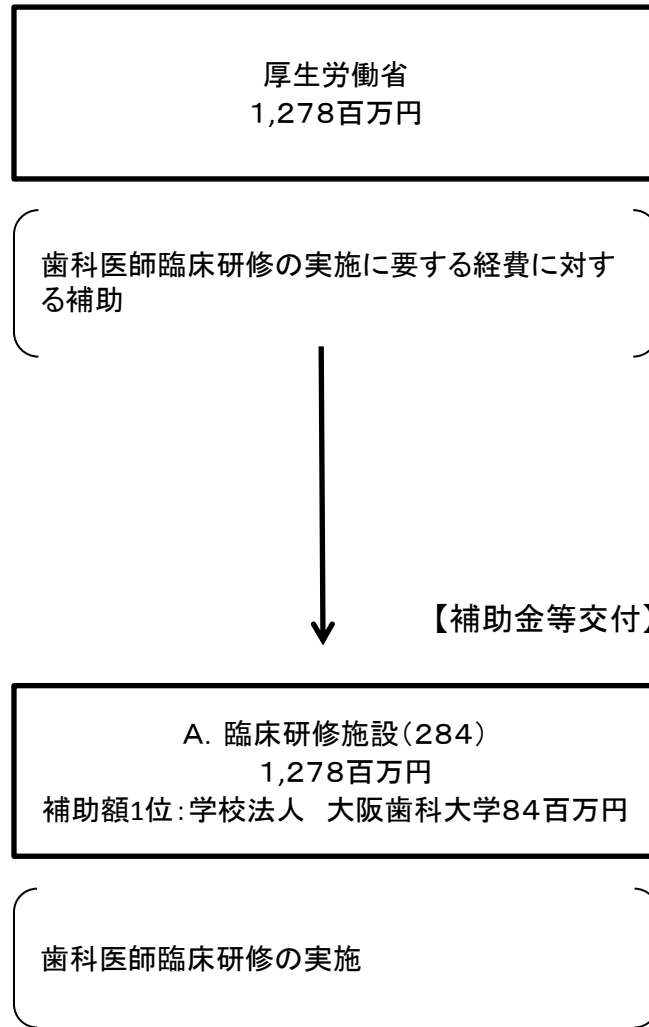 厚生労働省
1,278百万円
歯科医師臨床研修の実施に要する経費に対す
る補助
【補助金等交付】
A．臨床研修施設（284）
1,278百万円
補助額1位：学校法人　大阪歯科大学84百万円
歯科医師臨床研修の実施